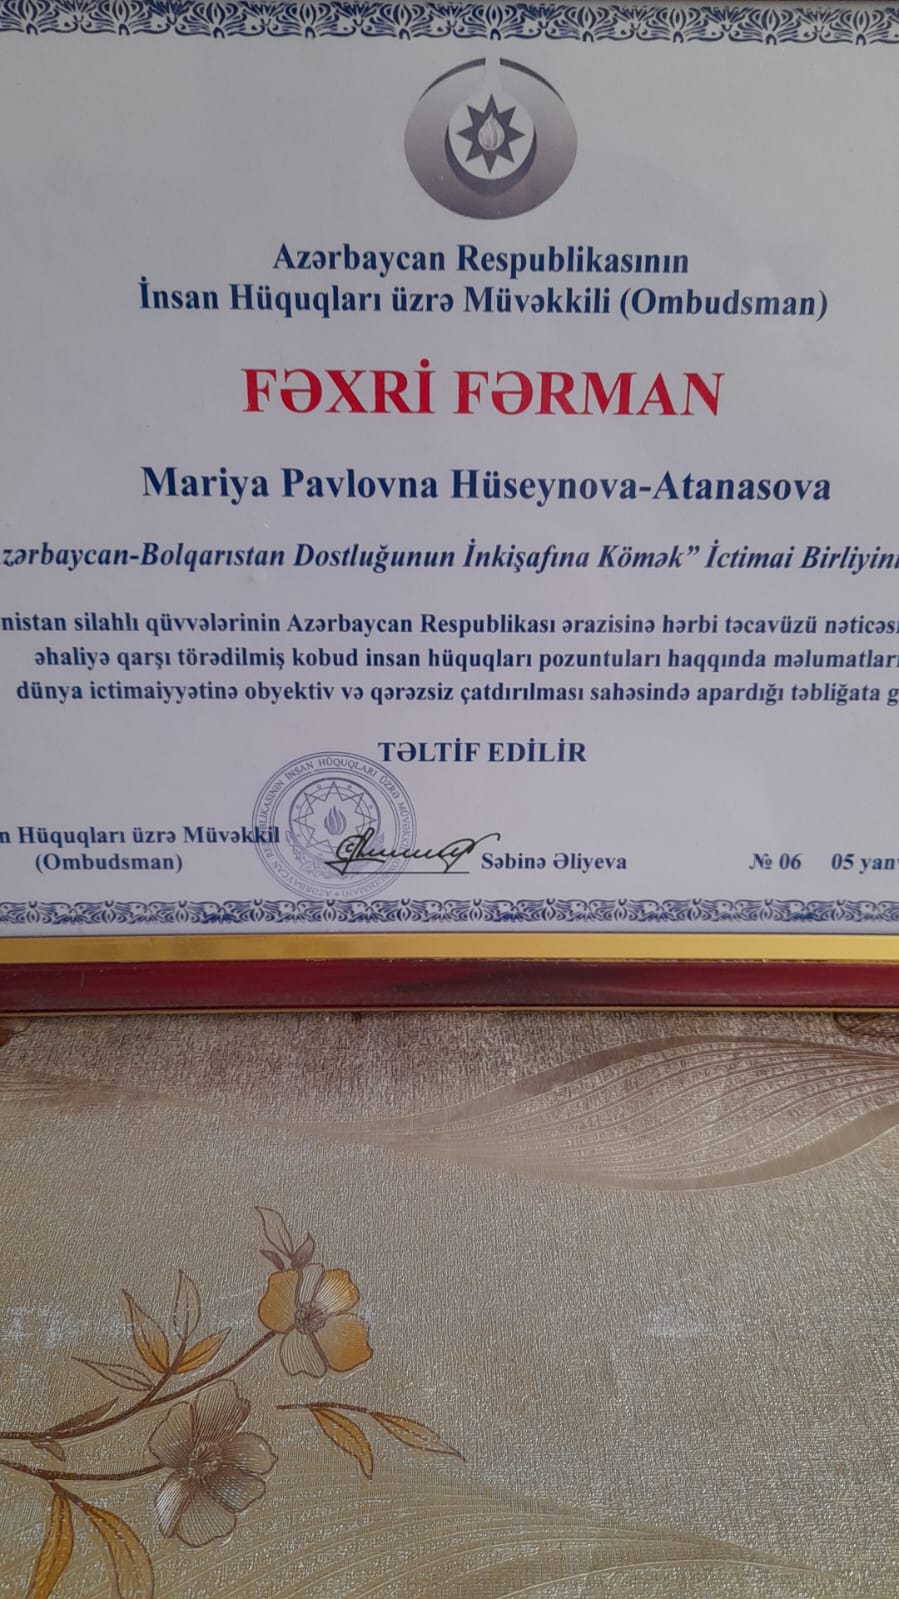 Azərbaycan Respublikasının
İnsan Hüquqları üzrə Müvəkkili (Ombudsman)
FƏXRİ FƏRMAN
Mariya Pavlovna Hüseynova-Atanasova
zərbaycan-Bolqarıstan Dostluğunun İnkişafına Kömək” İctimai Birliyini
nistan silahlı qüvvələrinin Azərbaycan Respublikası ərazisinə hərbi təcavüzü nəticəsi
əhaliyə qarşı törədilmiş kobud insan hüquqları pozuntuları haqqında məlumatları
dünya ictimaiyyətinə obyektiv və qərəzsiz çatdırılması sahəsində apardığı təbliğata g
TƏLTİF EDİLİR
n Hüquqları üzrə Müvəkkil
(Ombudsman)
Səbinə Əliyeva
№ 06 05 yan